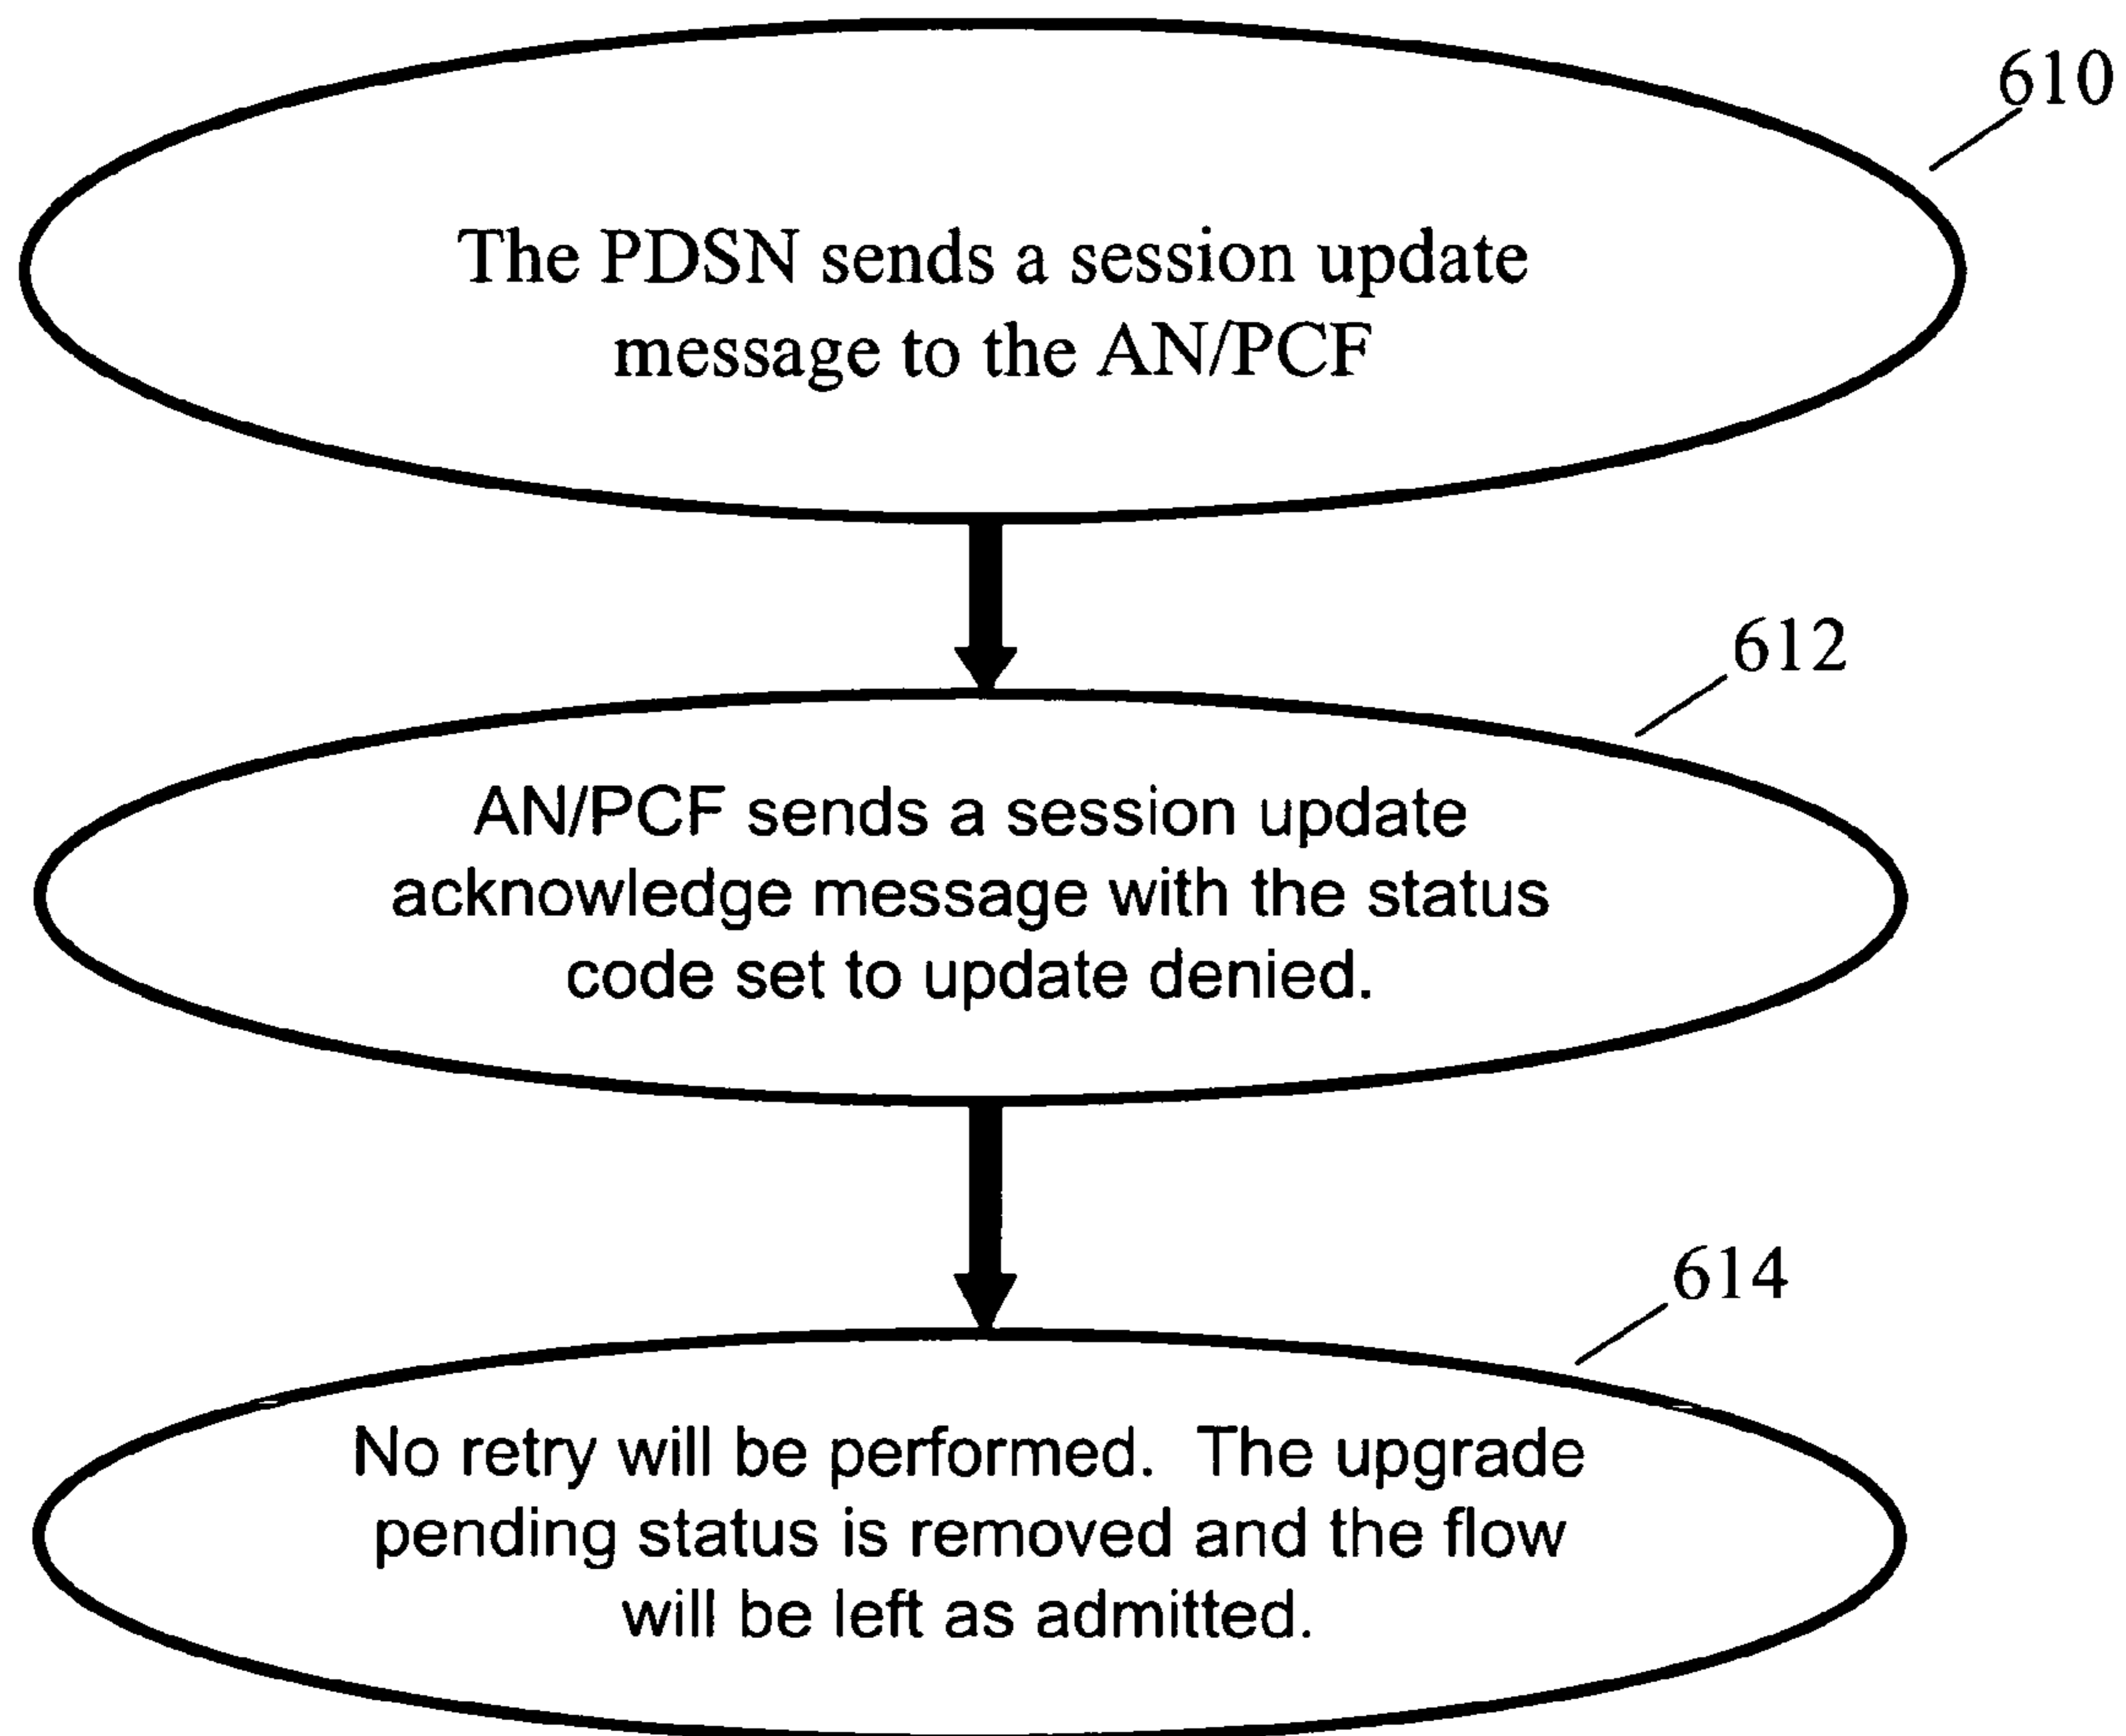 610
The PDSN sends a session update
message to the AN/PCF
612
AN/PCF sends a session update
acknowledge message with the status
code set to update denied.
614
No retry will be performed.  The upgrade
pending status is removed and the flow
will be left as admitted.